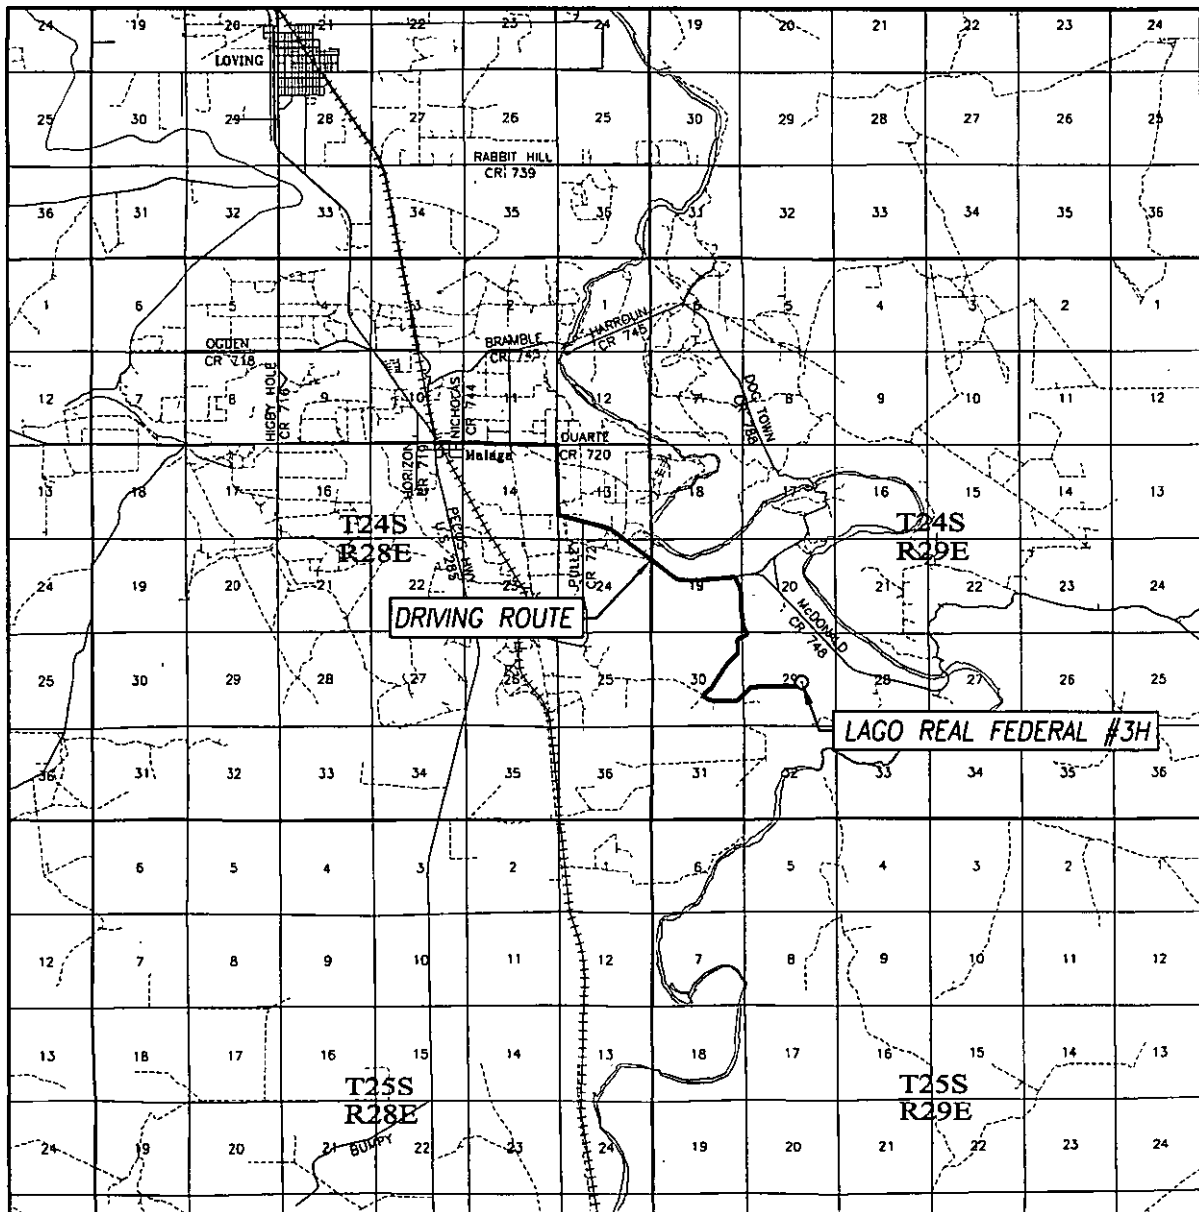 24 19 20 21 22 23 24 19 20 21 22 23 24
LOVING
25 30 29 28 27 26 25 30 29 28 27 26 25
RABBIT HILL
CR 739
36 31 32 33 34 35 36 31 32 33 34 35 36
1 6 5 4 3 2 1 6 5 4 3 2 1
HARROUN
CR 745
OGDEN
CR 718
BRAMBLE
CR 743
HIGBY HOLE
CR 716
NICHOLAS
CR 744
DOG TOWN
CR 788
12 7 8 9 10 11 12 7 8 9 10 11 12
DUARTE
CR 720
Malaga
HORIZON
CR 719
13 18 17 16 15 14 13 18 17 16 15 14 13
T24S
R28E
T24S
R29E
PECOS HWY
U.S. 285
PULLEY
CR 721
24 19 20 21 22 23 24 19 20 21 22 23 24
DRIVING ROUTE
McDONALD
CR 748
25 30 29 28 27 26 25 30 29 28 27 26 25
LAGO REAL FEDERAL #3H
36 31 32 33 34 35 36 31 32 33 34 35 36
6 5 4 3 2 1 6 5 4 3 2 1
12 7 8 9 10 11 12 7 8 9 10 11 12
13 18 17 16 15 14 13 18 17 16 15 14 13
T25S
R28E
T25S
R29E
24 19 20 21 22 23 24 19 20 21 22 23 24